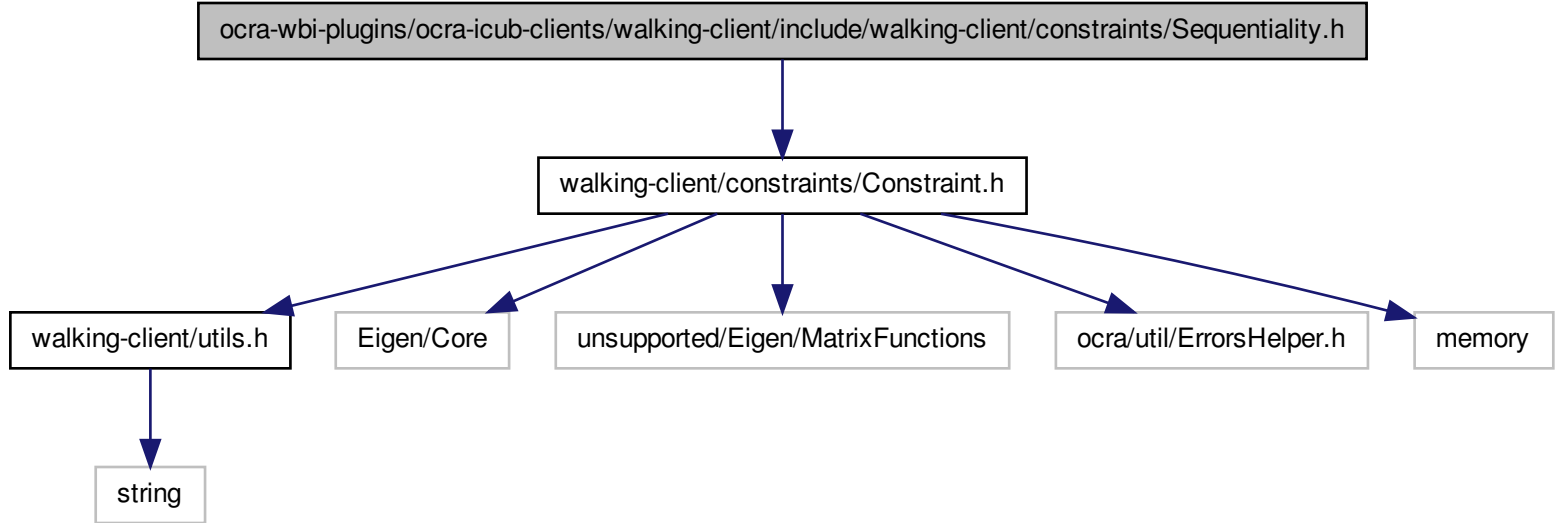 ocra-wbi-plugins/ocra-icub-clients/walking-client/include/walking-client/constraints/Sequentiality.h
walking-client/constraints/Constraint.h
walking-client/utils.h
Eigen/Core
unsupported/Eigen/MatrixFunctions
ocra/util/ErrorsHelper.h
memory
string